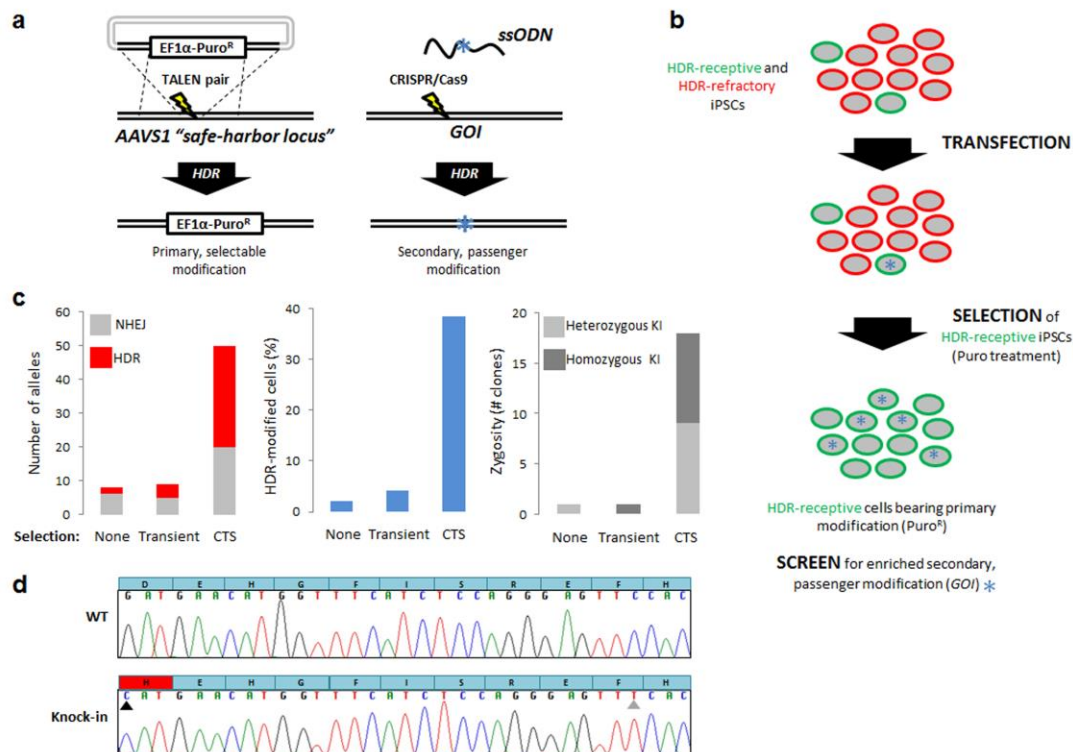 a
EF1α-Puroᴿ
TALEN pair
AAVS1 "safe-harbor locus"
HDR
EF1α-Puroᴿ
Primary, selectable
modification
ssODN
CRISPR/Cas9
GOI
HDR
Secondary, passenger
modification
b
HDR-receptive and
HDR-refractory
iPSCs
TRANSFECTION
SELECTION of
HDR-receptive iPSCs
(Puro treatment)
HDR-receptive cells bearing primary
modification (Puroᴿ)
SCREEN for enriched secondary,
passenger modification (GOI) *
c
Number of alleles
60
50
40
30
20
10
0
NHEJ
HDR
Selection: None Transient CTS
HDR-modified cells (%)
40
20
0
None Transient CTS
Zygosity (# clones)
20
10
0
Heterozygous KI
Homozygous KI
None Transient CTS
d
WT
D E H G F I S R E F H
G A T G A A C A T G G T T T C A T C T C C A G G G A G T T C C A C
Knock-in
H E H G F I S R E F H
C A T G A A C A T G G T T T C A T C T C C A G G G A G T T T C A C